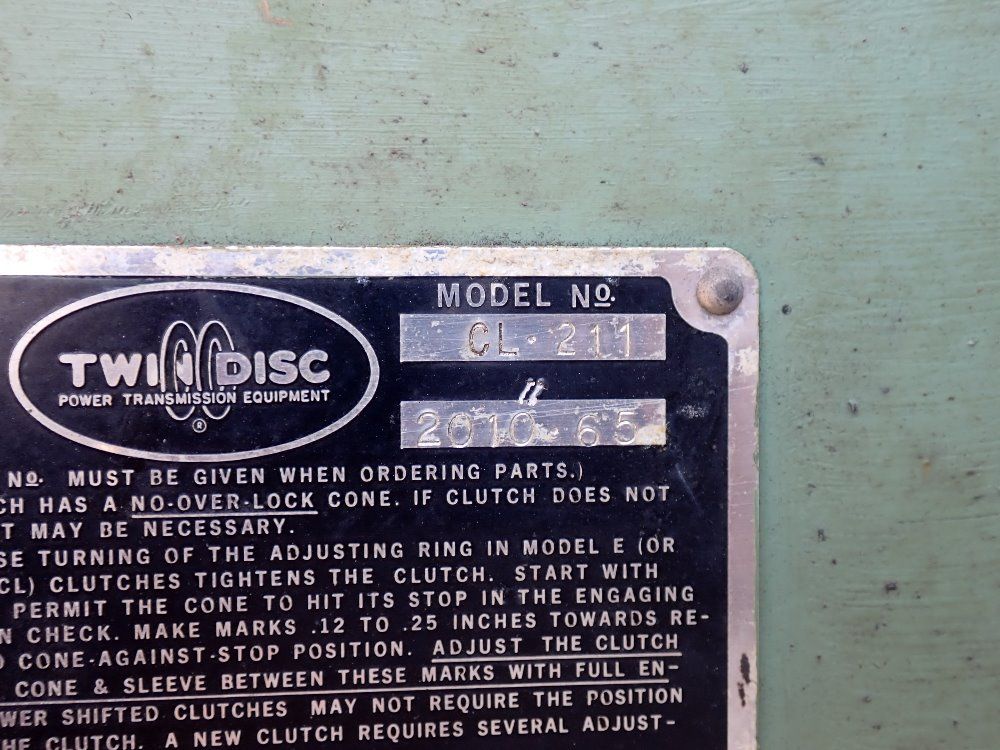 TWIN DISC
POWER TRANSMISSION EQUIPMENT
®
MODEL Nº.
CL 211
2010 65
Nº. MUST BE GIVEN WHEN ORDERING PARTS.)
CH HAS A NO-OVER-LOCK CONE. IF CLUTCH DOES NOT
T MAY BE NECESSARY.
SE TURNING OF THE ADJUSTING RING IN MODEL E (OR
CL) CLUTCHES TIGHTENS THE CLUTCH. START WITH
PERMIT THE CONE TO HIT ITS STOP IN THE ENGAGING
N CHECK. MAKE MARKS .12 TO .25 INCHES TOWARDS RE-
O CONE-AGAINST-STOP POSITION. ADJUST THE CLUTCH
CONE & SLEEVE BETWEEN THESE MARKS WITH FULL EN-
WER SHIFTED CLUTCHES MAY NOT REQUIRE THE POSITION
HE CLUTCH. A NEW CLUTCH REQUIRES SEVERAL ADJUST-